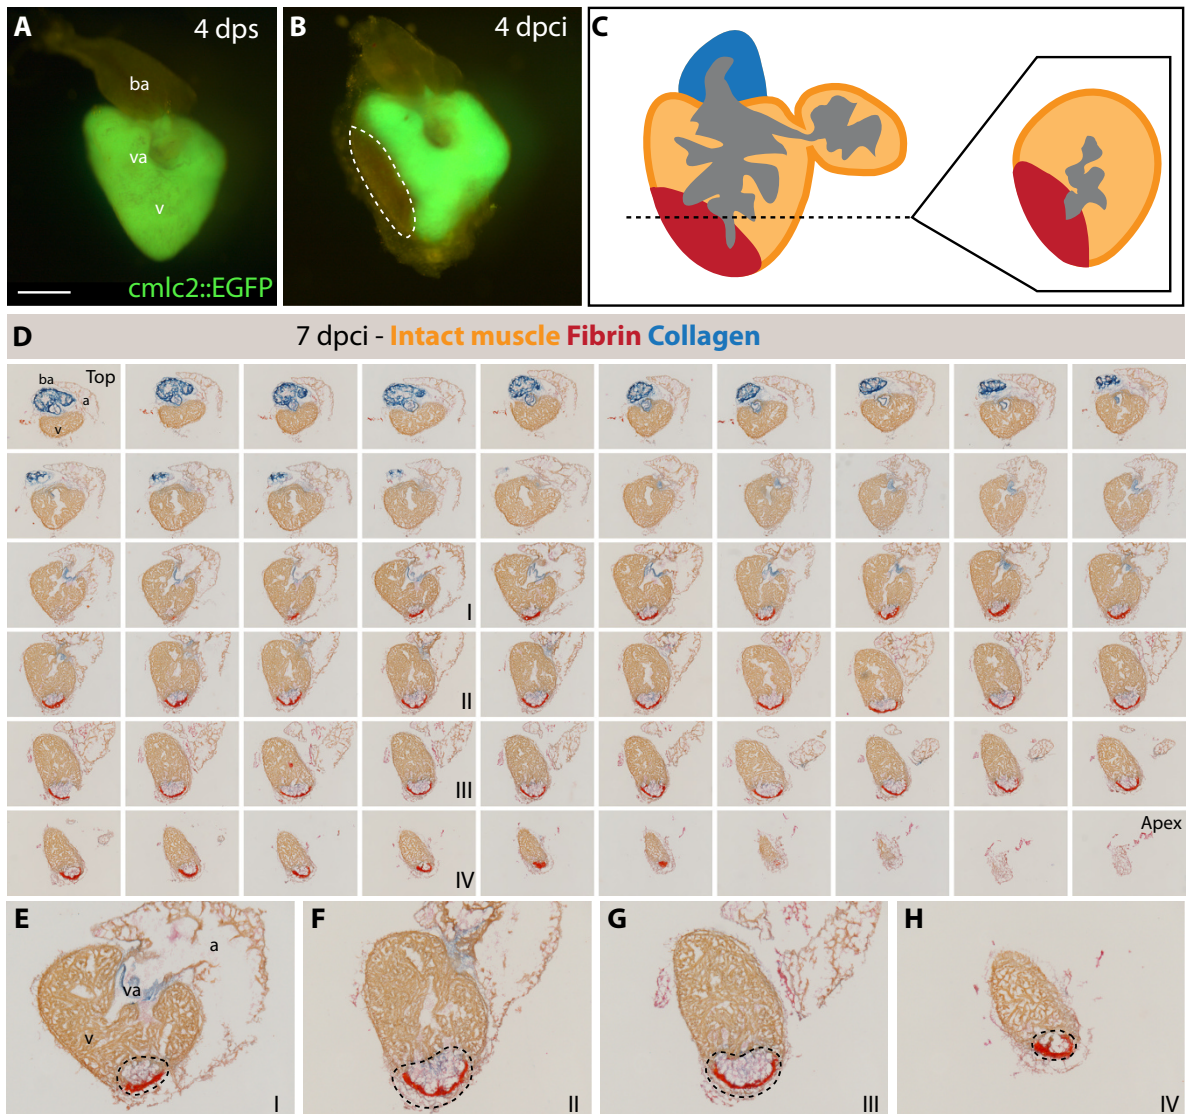 A
4 dps
ba
va
v
cmlc2::EGFP
B
4 dpci
C
D
7 dpci - Intact muscle Fibrin Collagen
ba
Top
a
v
I
II
III
IV
Apex
E
a
va
v
I
F
II
G
III
H
IV